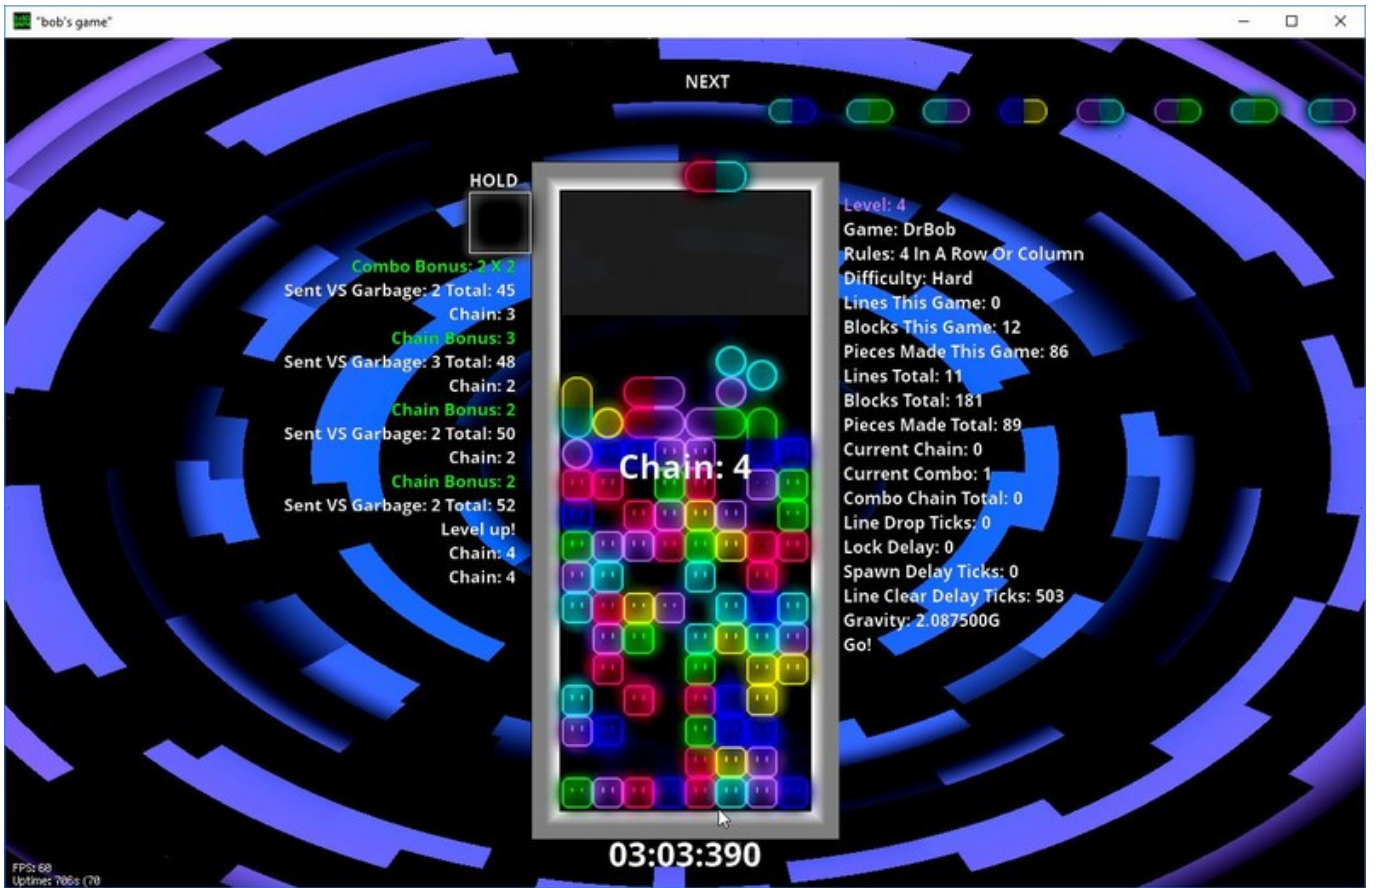 "bob's game"
NEXT
HOLD
Combo Bonus: 2 X 2
Sent VS Garbage: 2 Total: 45
Chain: 3
Chain Bonus: 3
Sent VS Garbage: 3 Total: 48
Chain: 2
Chain Bonus: 2
Sent VS Garbage: 2 Total: 50
Chain: 2
Chain Bonus: 2
Sent VS Garbage: 2 Total: 52
Level up!
Chain: 4
Chain: 4
Chain: 4
Level: 4
Game: DrBob
Rules: 4 In A Row Or Column
Difficulty: Hard
Lines This Game: 0
Blocks This Game: 12
Pieces Made This Game: 86
Lines Total: 11
Blocks Total: 181
Pieces Made Total: 89
Current Chain: 0
Current Combo: 1
Combo Chain Total: 0
Line Drop Ticks: 0
Lock Delay: 0
Spawn Delay Ticks: 0
Line Clear Delay Ticks: 503
Gravity: 2.087500G
Go!
03:03:390
FPS: 60
Uptime: 706s (70